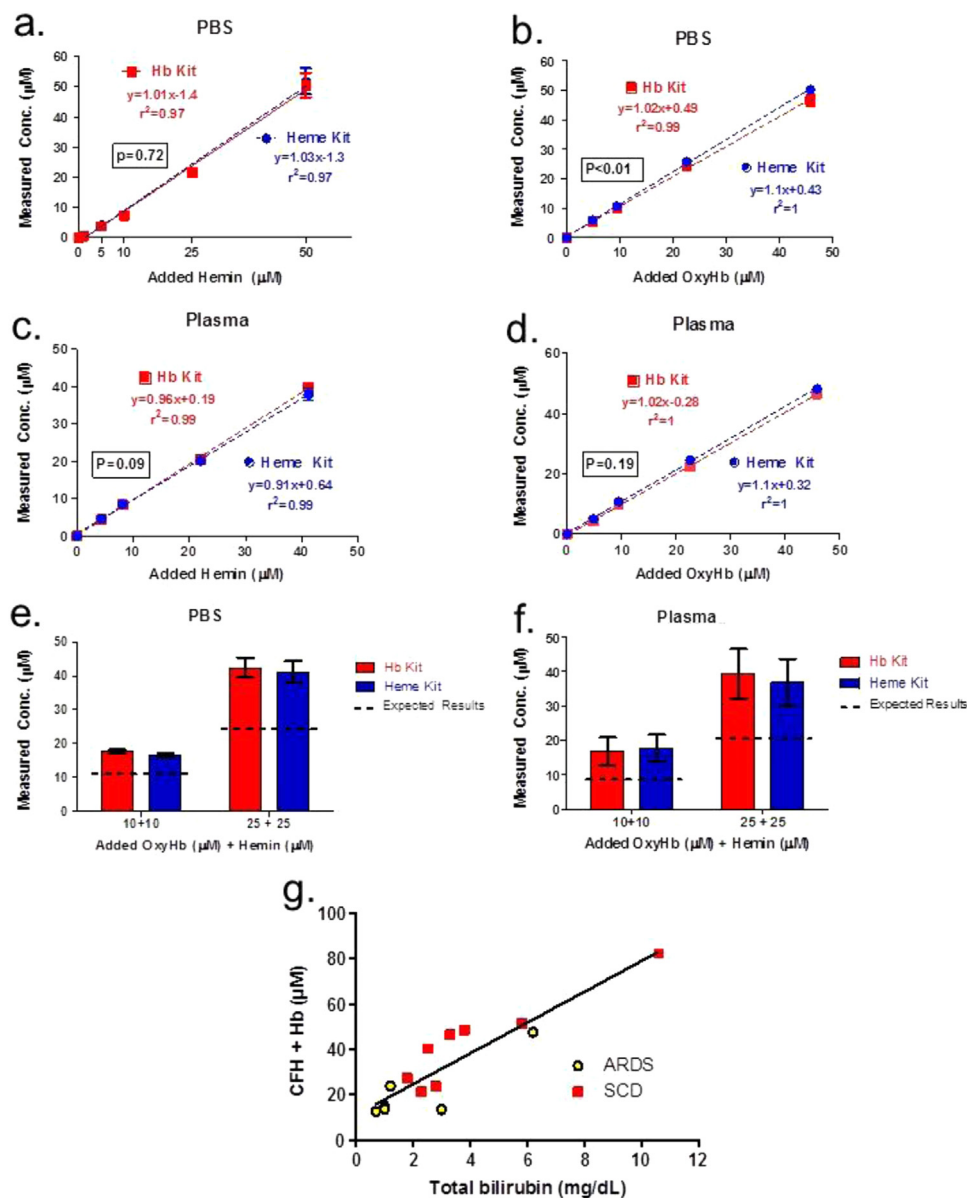 a.
PBS
Measured Conc. (µM)
60
50
40
30
20
10
0
Hb Kit
y=1.01x-1.4
r²=0.97
p=0.72
Heme Kit
y=1.03x-1.3
r²=0.97
0 5 10 25 50
Added Hemin (µM)
b.
PBS
Measured Conc. (µM)
60
50
40
30
20
10
0
Hb Kit
y=1.02x+0.49
r²=0.99
P<0.01
Heme Kit
y=1.1x+0.43
r²=1
0 10 20 30 40 50
Added OxyHb (µM)
c.
Plasma
Measured Conc. (µM)
50
40
30
20
10
0
Hb Kit
y=0.96x+0.19
r²=0.99
P=0.09
Heme Kit
y=0.91x+0.64
r²=0.99
0 10 20 30 40 50
Added Hemin (µM)
d.
Plasma
Measured Conc. (µM)
60
40
20
0
Hb Kit
y=1.02x-0.28
r²=1
P=0.19
Heme Kit
y=1.1x+0.32
r²=1
0 10 20 30 40 50
Added OxyHb (µM)
e.
PBS
Measured Conc. (µM)
50
40
30
20
10
0
Hb Kit
Heme Kit
Expected Results
10+10 25 + 25
Added OxyHb (µM) + Hemin (µM)
f.
Plasma
Measured Conc. (µM)
50
40
30
20
10
0
Hb Kit
Heme Kit
Expected Results
10+10 25 + 25
Added OxyHb (µM) + Hemin (µM)
g.
CFH + Hb (µM)
100
80
60
40
20
0
ARDS
SCD
0 2 4 6 8 10 12
Total bilirubin (mg/dL)